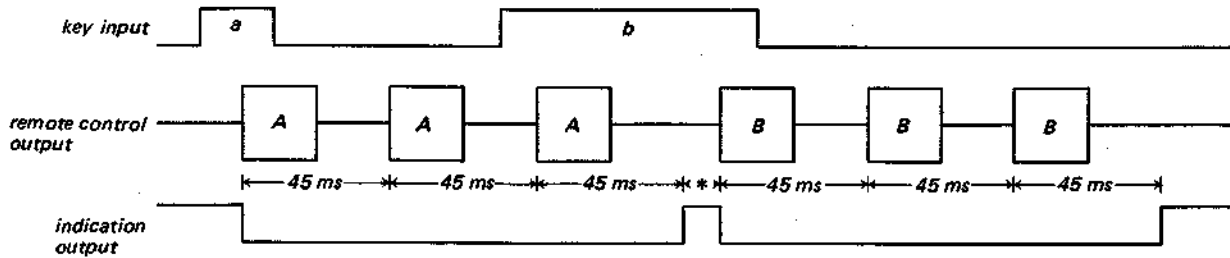 key input a b
remote control output A A A B B B
45 ms 45 ms 45 ms * 45 ms 45 ms 45 ms
indication output